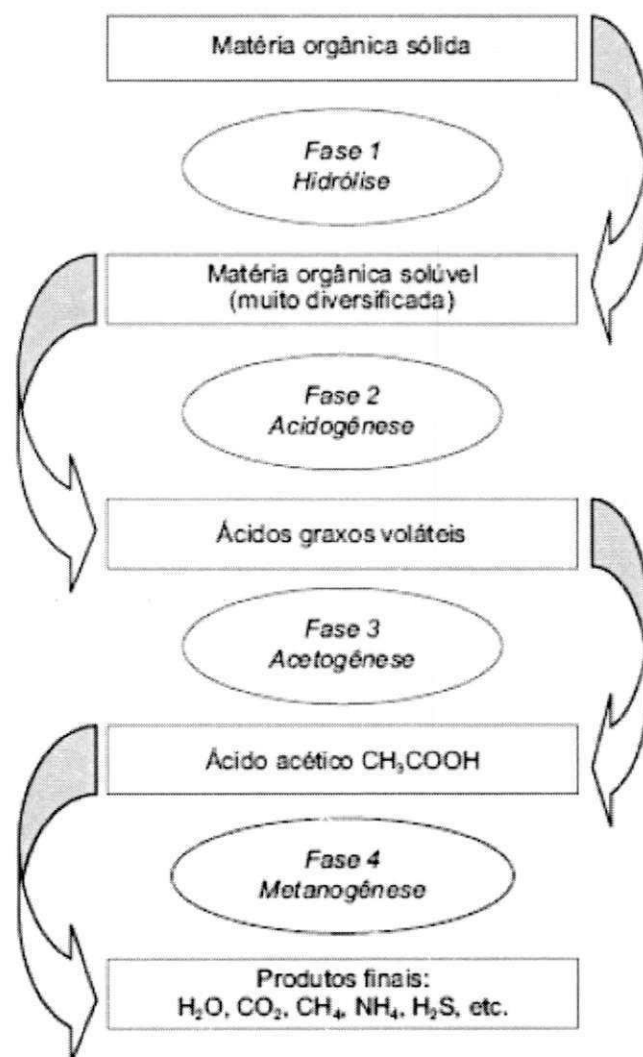 Matéria orgânica sólida
Fase 1
Hidrólise
Matéria orgânica solúvel
(muito diversificada)
Fase 2
Acidogênese
Ácidos graxos voláteis
Fase 3
Acetogênese
Ácido acético CH₃COOH
Fase 4
Metanogênese
Produtos finais:
H₂O, CO₂, CH₄, NH₄, H₂S, etc.